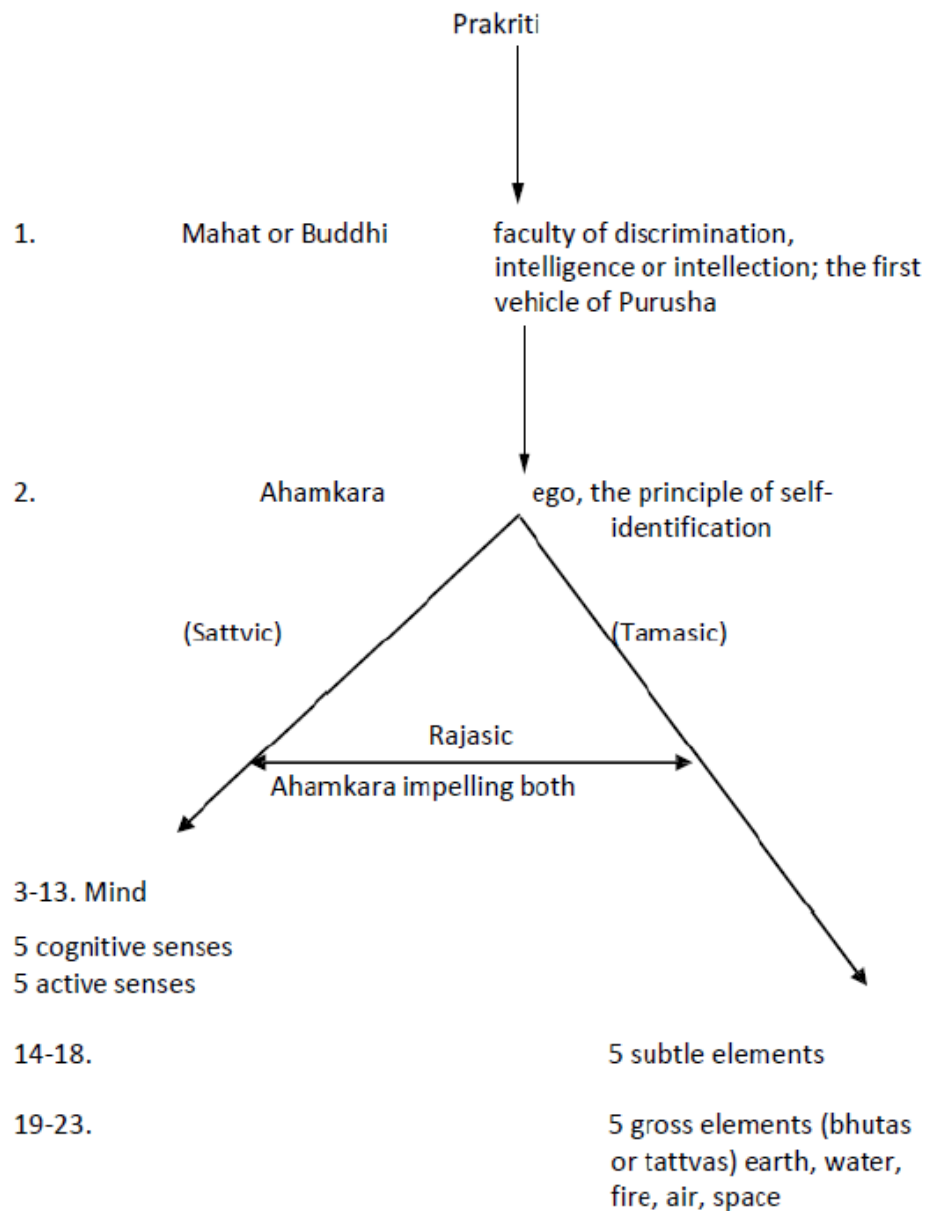 Prakriti
1. Mahat or Buddhi faculty of discrimination,
intelligence or intellection; the first
vehicle of Purusha
2. Ahamkara ego, the principle of self-
identification
(Sattvic) (Tamasic)
Rajasic
Ahamkara impelling both
3-13. Mind
5 cognitive senses
5 active senses
14-18. 5 subtle elements
19-23. 5 gross elements (bhutas
or tattvas) earth, water,
fire, air, space